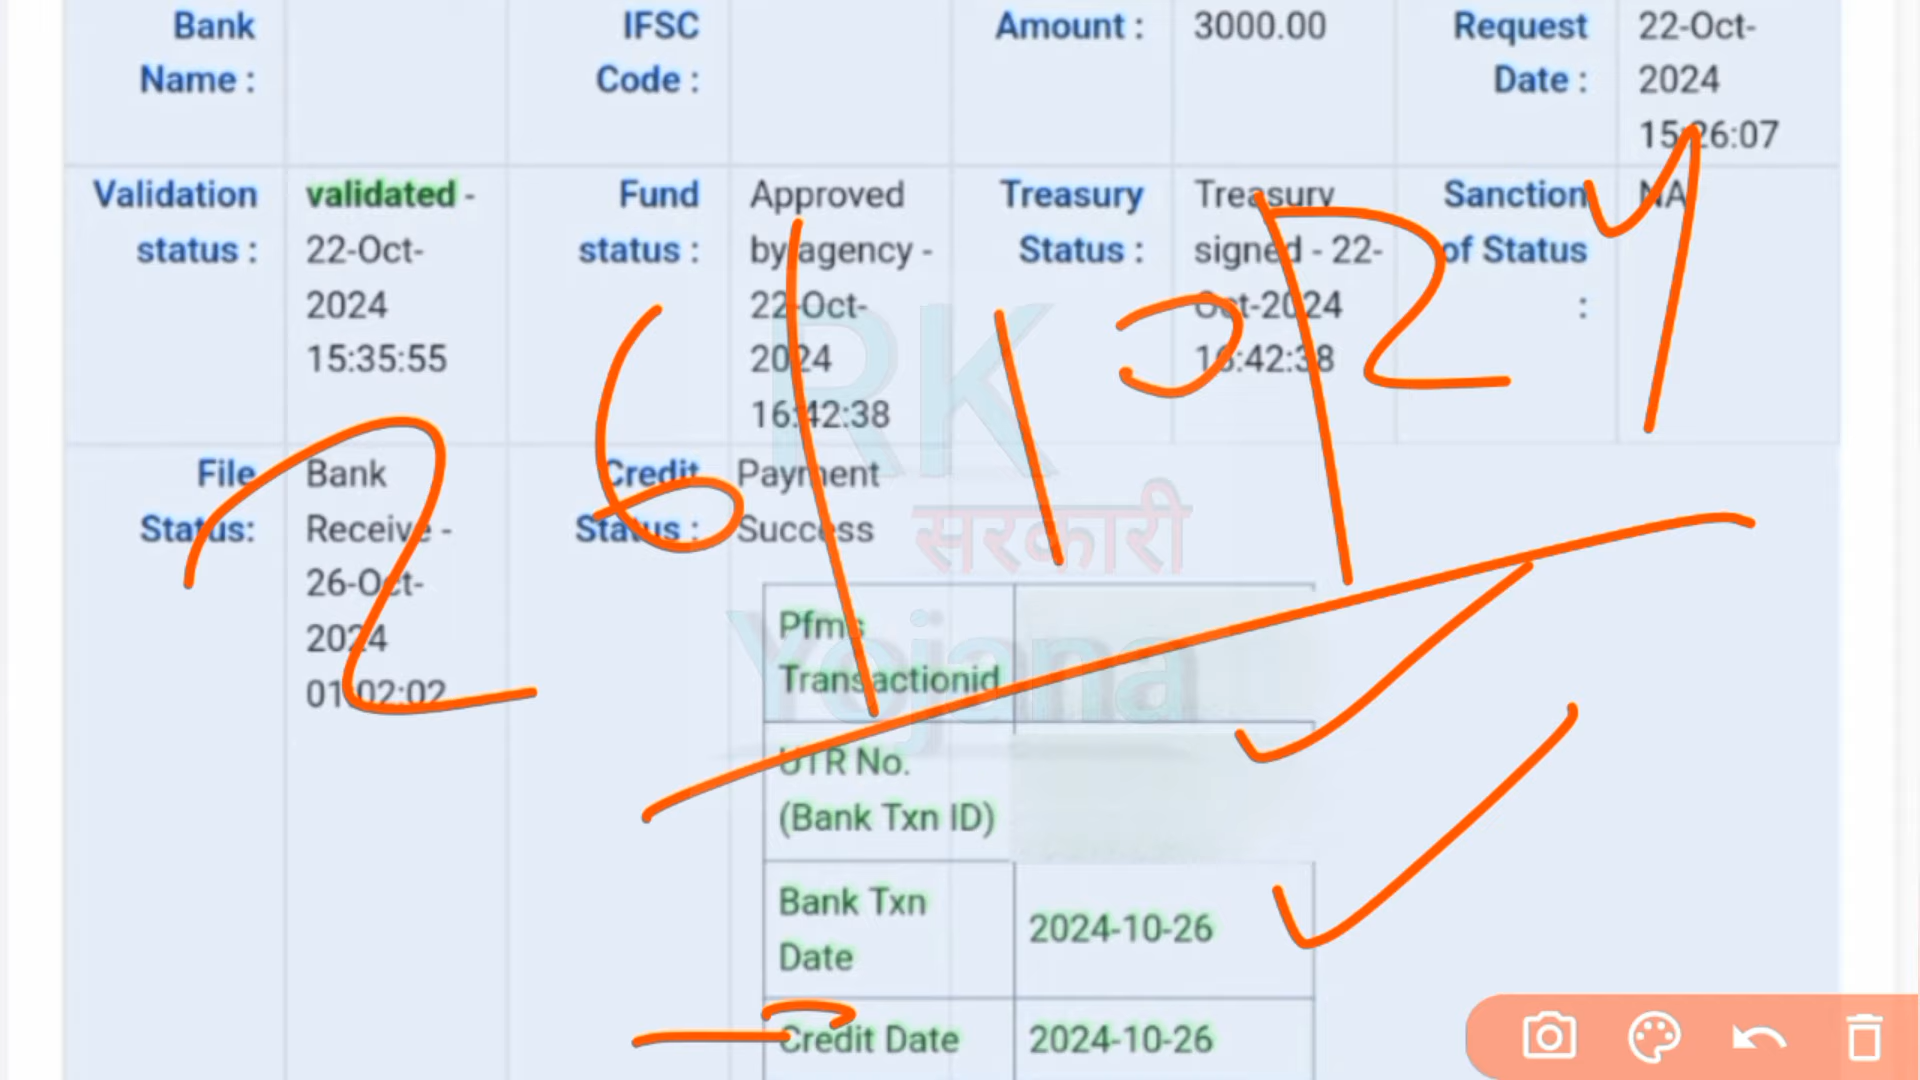 Bank Name :
IFSC Code :
Amount : 3000.00
Request Date : 22-Oct-2024 15:26:07
Validation status : validated - 22-Oct-2024 15:35:55
Fund status : Approved by agency - 22-Oct-2024 16:42:38
Treasury Status : Treasury signed - 22-Oct-2024 16:42:38
Sanction of Status : NA
File Status: Bank Receive - 26-Oct-2024 01:02:02
Credit Status : Payment Success
Pfms Transactionid
UTR No. (Bank Txn ID)
Bank Txn Date 2024-10-26
Credit Date 2024-10-26
RK
सरकारी
Yojana
26/10/24